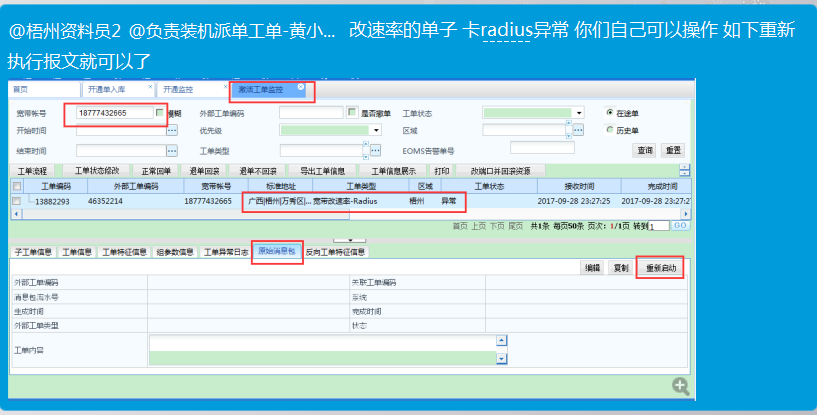 @梧州资料员2 @负责装机派单工单-黄小... 改速率的单子 卡radius异常 你们自己可以操作 如下重新
执行报文就可以了
首页 开通单入库 开通监控 激活工单监控
宽带帐号 18777432665 模糊 外部工单编码 是否撤单 工单状态 在途单
开始时间 优先级 区域 历史单
结束时间 工单类型 EOMS告警单号 查询 重置
工单流程 工单状态修改 正常回单 退单回滚 退单不回滚 导出工单信息 工单信息展示 打印 改端口并回滚资源
工单编码 外部工单编码 宽带帐号 标准地址 工单类型 区域 工单状态 接收时间 完成时间
13882293 46352214 18777432665 广西|梧州|万秀区|... 宽带改速率-Radius 梧州 异常 2017-09-28 23:27:25 2017-09-28 23:27:2
首页 上页 下页 尾页 共1条 每页50条 页次: 1/1页 转到 1 GO
子工单信息 工单信息 工单特征信息 组参数信息 工单异常日志 原始消息包 反向工单特征信息
编辑 复制 重新启动
外部工单编码 关联工单编码
消息包流水号 系统
生成时间 完成时间
外部工单类型 状态
工单内容